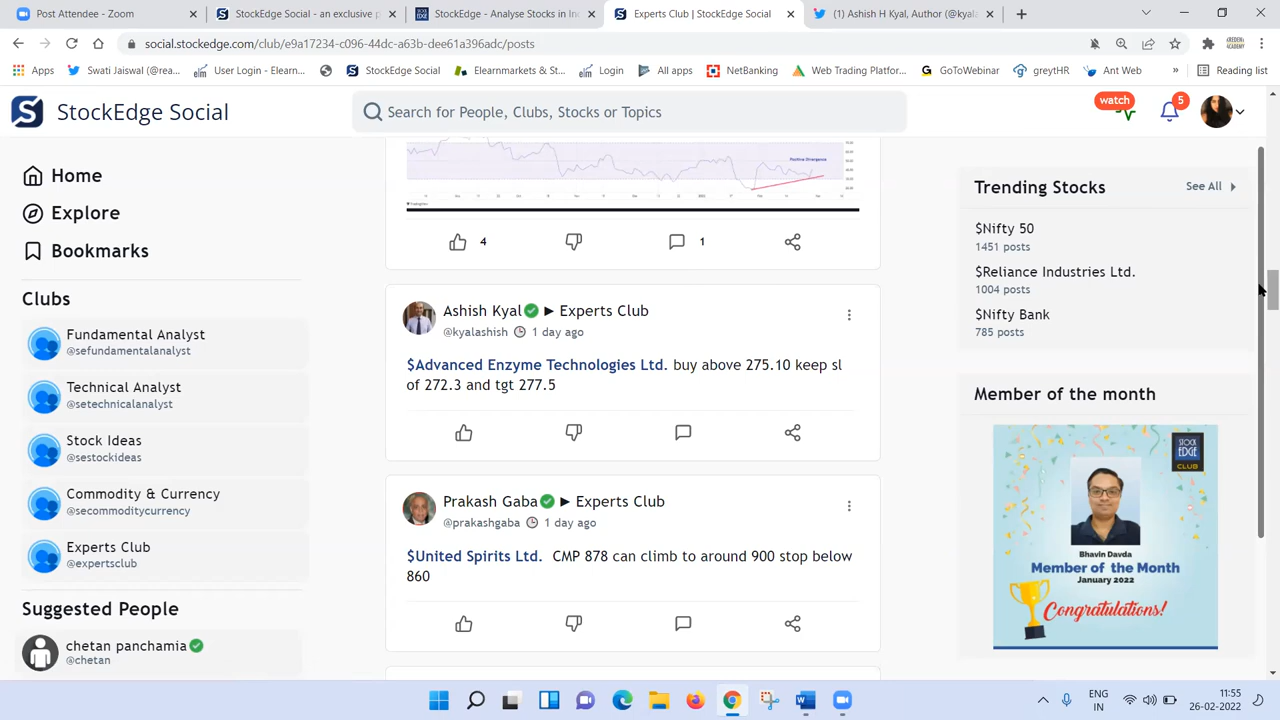 Post Attendee - Zoom
StockEdge Social - an exclusive p
StockEdge - Analyse Stocks in Ind
Experts Club | StockEdge Social
(1) Ashish H Kyal, Author (@kyala
social.stockedge.com/club/e9a17234-c096-44dc-a63b-dee61a396adc/posts
Apps
Swati Jaiswal (@rea...
User Login - Elearn...
StockEdge Social
Elearnmarkets & St...
Login
All apps
NetBanking
Web Trading Platfor...
GoToWebinar
greytHR
Ant Web
»
Reading list
StockEdge Social
Search for People, Clubs, Stocks or Topics
watch
5
Home
Explore
Bookmarks
Clubs
Fundamental Analyst
@sefundamentalanalyst
Technical Analyst
@setechnicalanalyst
Stock Ideas
@sestockideas
Commodity & Currency
@secommoditycurrency
Experts Club
@expertsclub
Suggested People
chetan panchamia
@chetan
Positive Divergence
4
1
Ashish Kyal ▶ Experts Club
@kyalashish 1 day ago
$Advanced Enzyme Technologies Ltd. buy above 275.10 keep sl
of 272.3 and tgt 277.5
Prakash Gaba ▶ Experts Club
@prakashgaba 1 day ago
$United Spirits Ltd. CMP 878 can climb to around 900 stop below
860
Trending Stocks
See All
$Nifty 50
1451 posts
$Reliance Industries Ltd.
1004 posts
$Nifty Bank
785 posts
Member of the month
STOCK
EDGE
CLUB
Bhavin Davda
Member of the Month
January 2022
Congratulations!
ENG
IN
11:55
26-02-2022